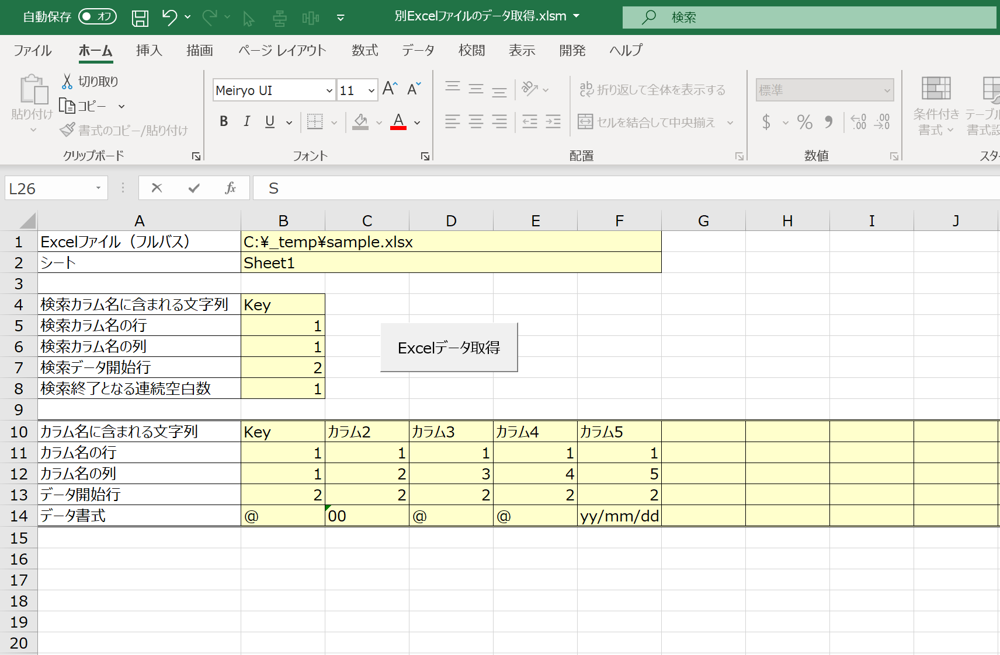 自動保存 オフ 別Excelファイルのデータ取得.xlsm 検索
ファイル ホーム 挿入 描画 ページ レイアウト 数式 データ 校閲 表示 開発 ヘルプ
貼り付け
切り取り
コピー
書式のコピー/貼り付け
クリップボード
Meiryo UI 11 A A
B I U A
フォント
ab c 折り返して全体を表示する
セルを結合して中央揃え
配置
標準
$ % 9 .0 .00 .00 .0
数値
条件付き
書式
テーブル
書式設
スタ
L26 fx S
A B C D E F G H I J
1 Excelファイル（フルパス） C:¥_temp¥sample.xlsx
2 シート Sheet1
3
4 検索カラム名に含まれる文字列 Key
5 検索カラム名の行 1
6 検索カラム名の列 1
Excelデータ取得
7 検索データ開始行 2
8 検索終了となる連続空白数 1
9
10 カラム名に含まれる文字列 Key カラム2 カラム3 カラム4 カラム5
11 カラム名の行 1 1 1 1 1
12 カラム名の列 1 2 3 4 5
13 データ開始行 2 2 2 2 2
14 データ書式 @ 00 @ @ yy/mm/dd
15
16
17
18
19
20